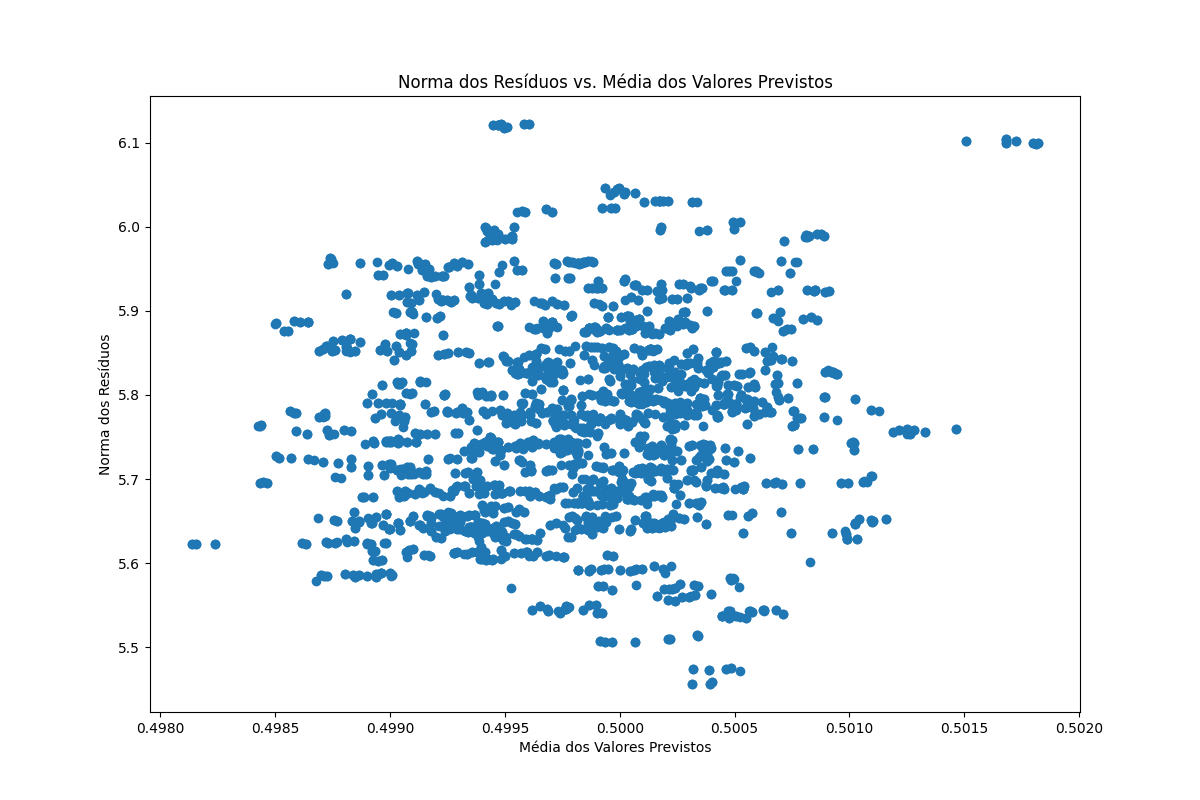 Norma dos Resíduos vs. Média dos Valores Previstos
Norma dos Resíduos
6.1
6.0
5.9
5.8
5.7
5.6
5.5
0.4980 0.4985 0.4990 0.4995 0.5000 0.5005 0.5010 0.5015 0.5020
Média dos Valores Previstos